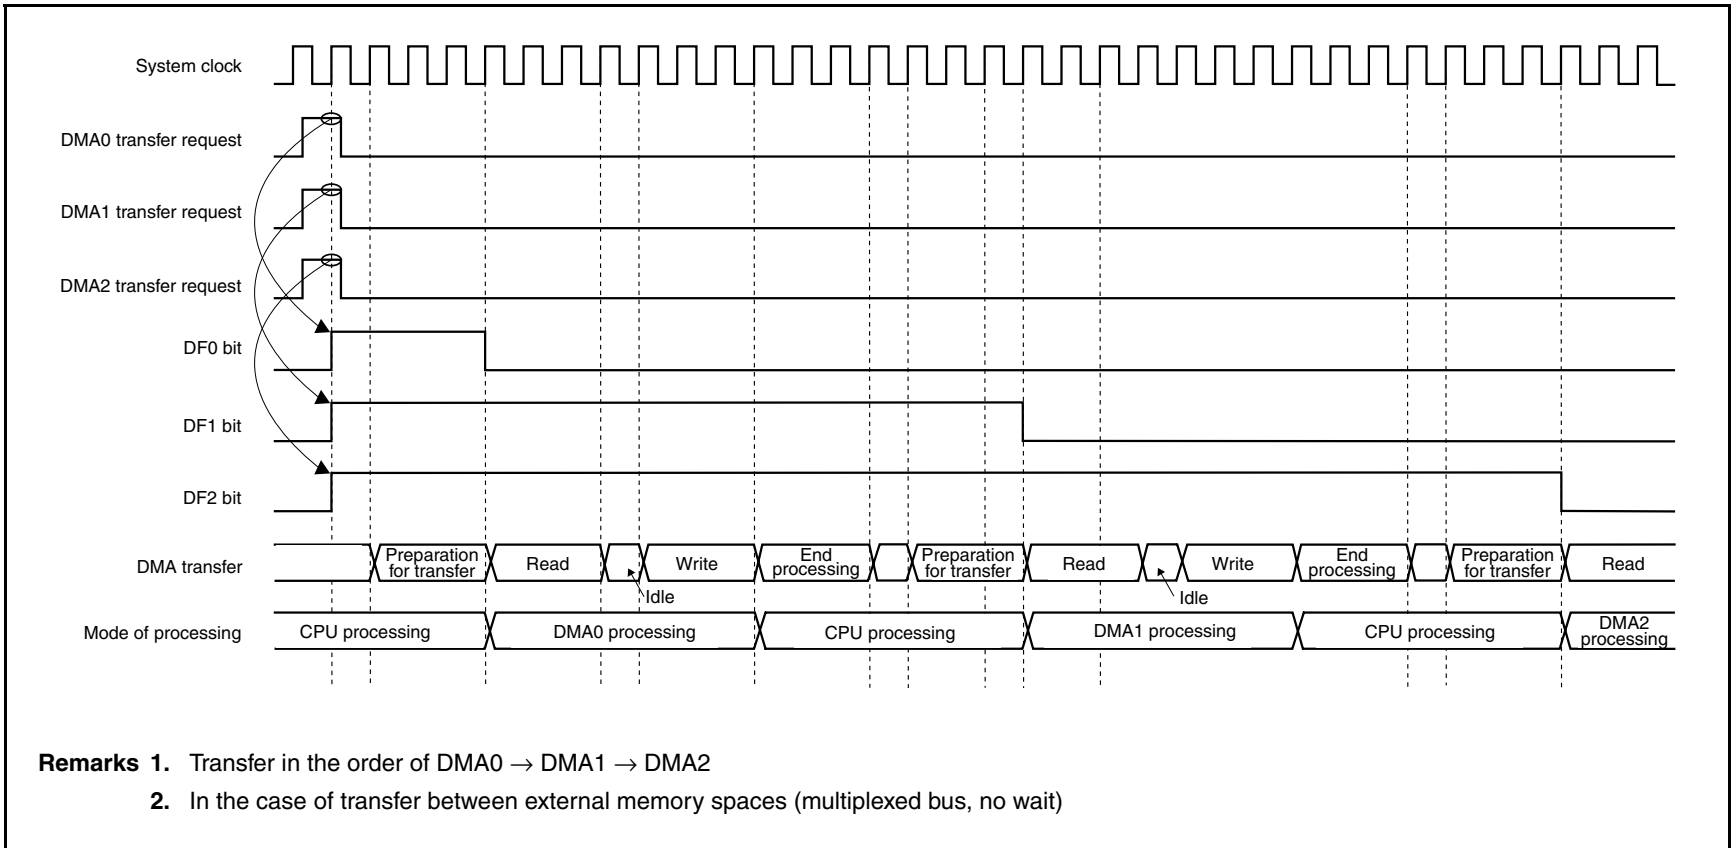 System clock
DMA0 transfer request
DMA1 transfer request
DMA2 transfer request
DF0 bit
DF1 bit
DF2 bit
DMA transfer
Preparation
for transfer
Read
Write
End
processing
Preparation
for transfer
Read
Write
End
processing
Preparation
for transfer
Read
Idle
Idle
Mode of processing
CPU processing
DMA0 processing
CPU processing
DMA1 processing
CPU processing
DMA2
processing
Remarks 1. Transfer in the order of DMA0 → DMA1 → DMA2
2. In the case of transfer between external memory spaces (multiplexed bus, no wait)